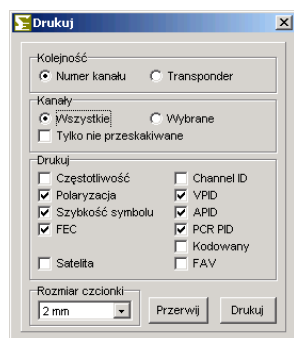 Drukuj
Kolejność
Numer kanału Transponder
Kanały
Wszystkie Wybrane
Tylko nie przeskakiwane
Drukuj
Częstotliwość Channel ID
Polaryzacja VPID
Szybkość symbolu APID
FEC PCR PID
Kodowany
Satelita FAV
Rozmiar czcionki
2 mm Przerwij Drukuj